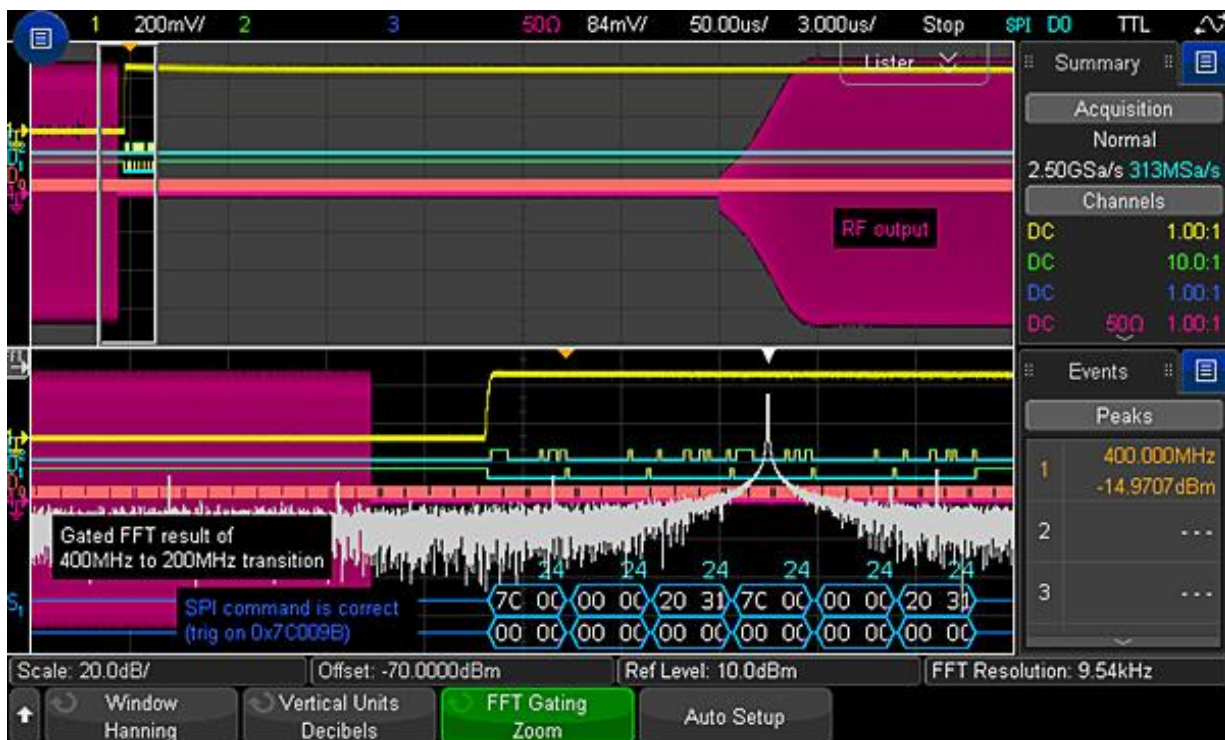 1 200mV/ 2 3 50Ω 84mV/ 50.00us/ 3.000us/ Stop SPI D0 TTL
Lister
RF output
Summary
Acquisition
Normal
2.50GSa/s 313MSa/s
Channels
DC 1.00:1
DC 10.0:1
DC 1.00:1
DC 50Ω 1.00:1
Gated FFT result of
400MHz to 200MHz transition
SPI command is correct
(trig on 0x7C009B)
24 24 24 24 24 24
S1 7C 00 00 00 20 31 7C 00 00 00 20 31
00 00 00 00 00 00 00 00 00 00 00 00
Events
Peaks
1 400.000MHz
-14.9707dBm
2 ---
3 ---
Scale: 20.0dB/ Offset: -70.0000dBm Ref Level: 10.0dBm FFT Resolution: 9.54kHz
Window Vertical Units FFT Gating Auto Setup
Hanning Decibels Zoom